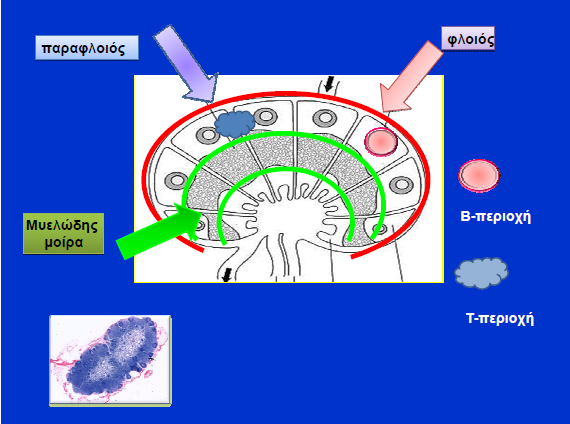 παραφλοιός
φλοιός
Μυελώδης
μοίρα
Β-περιοχή
Τ-περιοχή